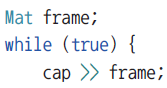 Mat frame;
while (true) {
    cap >> frame;